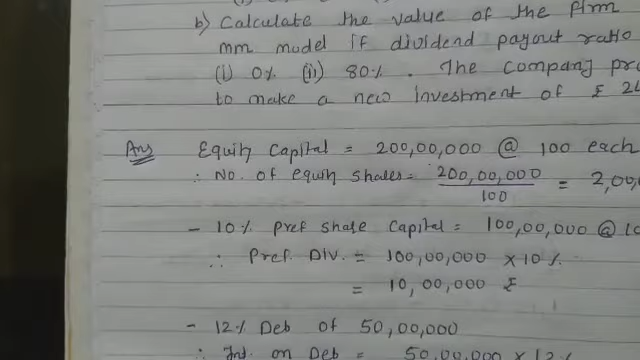 b) Calculate the value of the firm
mm model if dividend payout ratio
(i) 0% (ii) 80%. The company
to make a new investment of ₹
Ans Equity Capital = 200,00,000 @ 100 each
∴ No. of equity shares = 200,00,000 / 100 = 2,00,
- 10% Pref share Capital = 100,00,000 @
∴ Pref. Div. = 100,00,000 × 10%
= 10,00,000 ₹
- 12% Deb of 50,00,000
∴ Int. on Deb = 50,00,000 × 12%